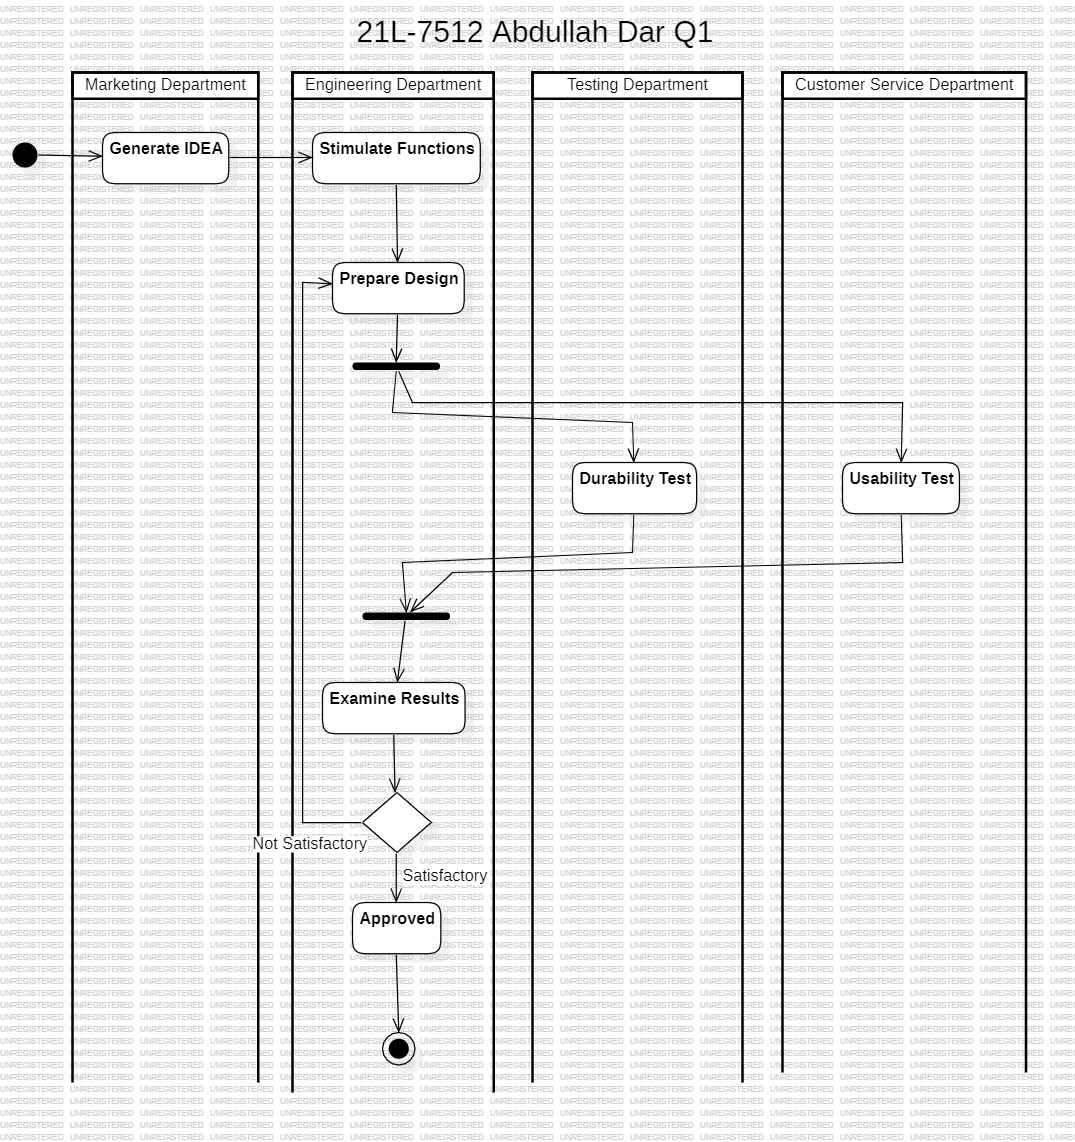 21L-7512 Abdullah Dar Q1
Marketing Department
Engineering Department
Testing Department
Customer Service Department
Generate IDEA
Stimulate Functions
Prepare Design
Durability Test
Usability Test
Examine Results
Not Satisfactory
Satisfactory
Approved
UNREGISTERED